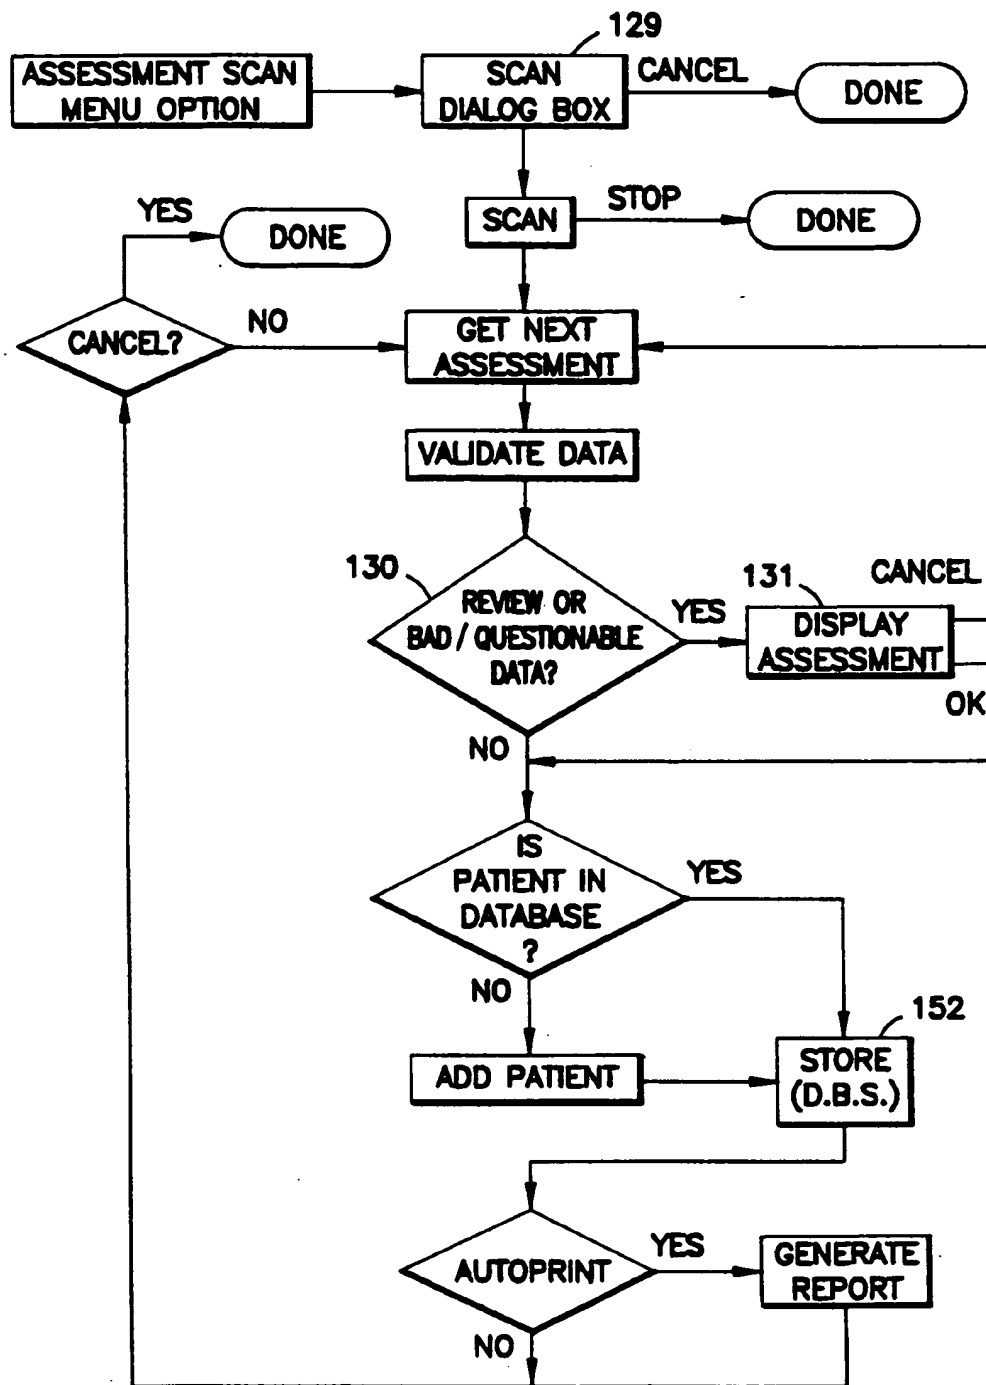 129
ASSESSMENT SCAN
MENU OPTION
SCAN
DIALOG BOX
CANCEL
DONE
YES
DONE
SCAN
STOP
DONE
CANCEL?
NO
GET NEXT
ASSESSMENT
VALIDATE DATA
130
REVIEW OR
BAD / QUESTIONABLE
DATA?
YES
131
DISPLAY
ASSESSMENT
CANCEL
OK
NO
IS
PATIENT IN
DATABASE
?
YES
NO
ADD PATIENT
152
STORE
(D.B.S.)
AUTOPRINT
YES
GENERATE
REPORT
NO